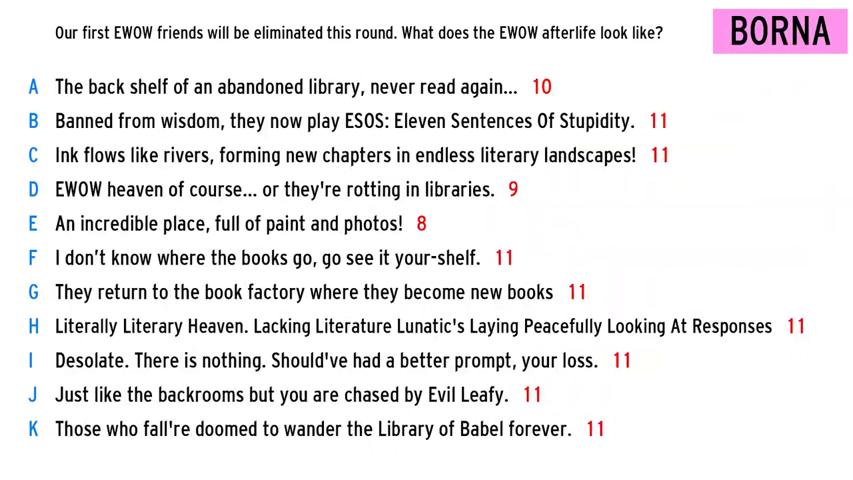 Our first EWOW friends will be eliminated this round. What does the EWOW afterlife look like?
BORNA
A The back shelf of an abandoned library, never read again... 10
B Banned from wisdom, they now play ESOS: Eleven Sentences Of Stupidity. 11
C Ink flows like rivers, forming new chapters in endless literary landscapes! 11
D EWOW heaven of course... or they're rotting in libraries. 9
E An incredible place, full of paint and photos! 8
F I don’t know where the books go, go see it your-shelf. 11
G They return to the book factory where they become new books 11
H Literally Literary Heaven. Lacking Literature Lunatic's Laying Peacefully Looking At Responses 11
I Desolate. There is nothing. Should've had a better prompt, your loss. 11
J Just like the backrooms but you are chased by Evil Leafy. 11
K Those who fall're doomed to wander the Library of Babel forever. 11